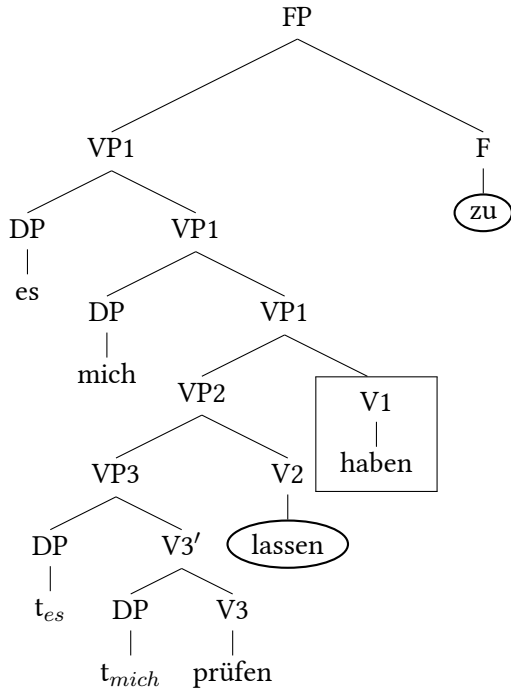 FP
VP1 F
DP VP1 zu
es DP VP1
mich VP2 V1
VP3 V2 haben
DP V3′ lassen
t_es DP V3
t_mich prüfen